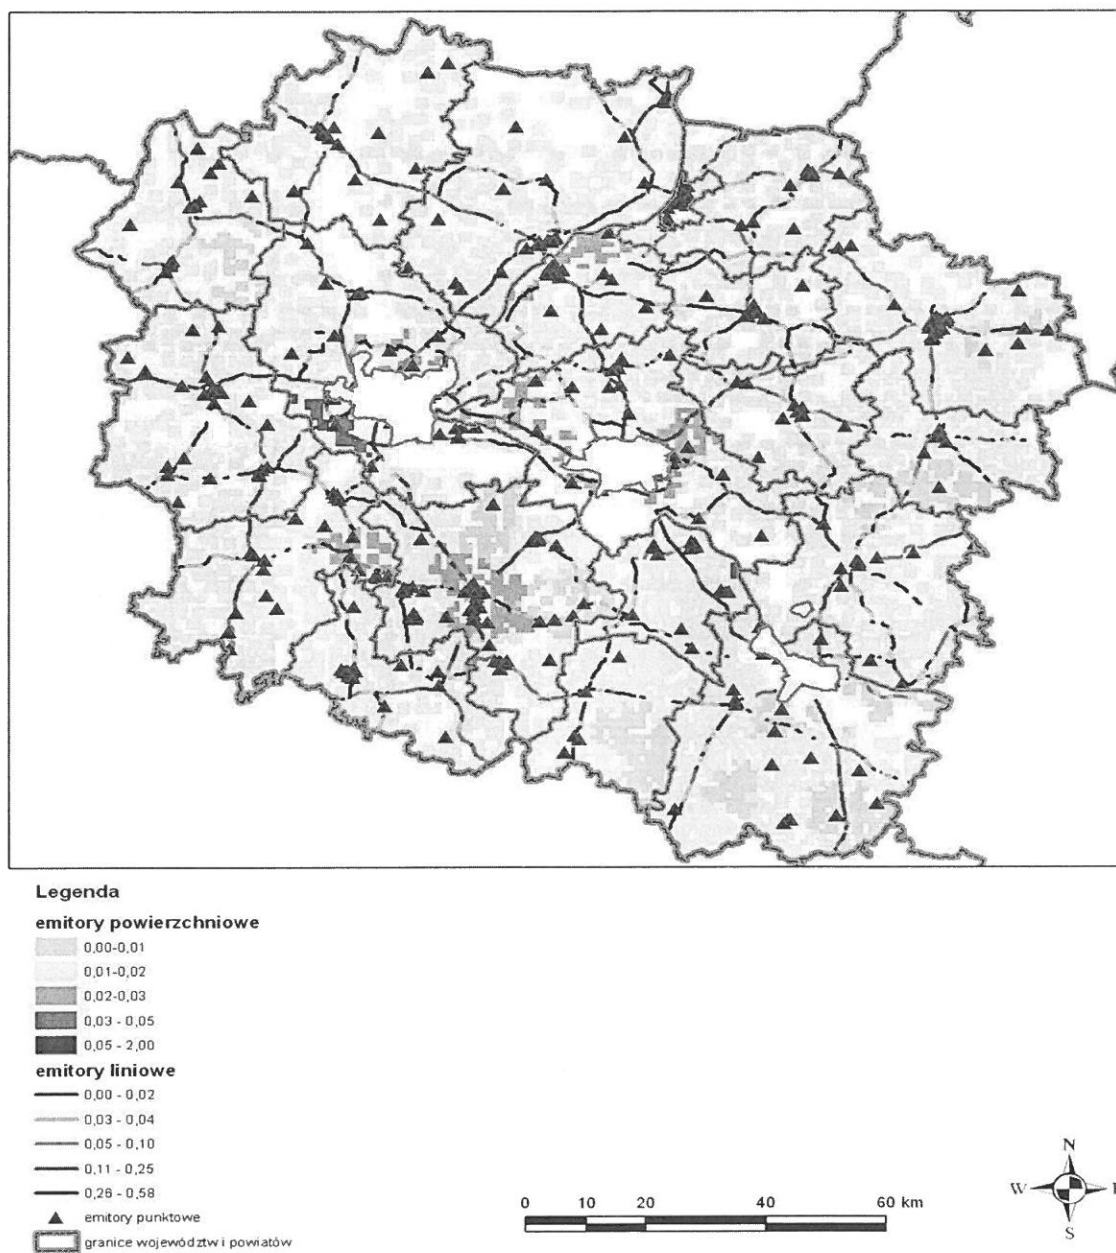 Legenda
emitory powierzchniowe
0,00-0,01
0,01-0,02
0,02-0,03
0,03 - 0,05
0,05 - 2,00
emitory liniowe
0,00 - 0,02
0,03 - 0,04
0,05 - 0,10
0,11 - 0,25
0,26 - 0,58
emitory punktowe
granice województw i powiatów
0 10 20 40 60 km
N
W
S